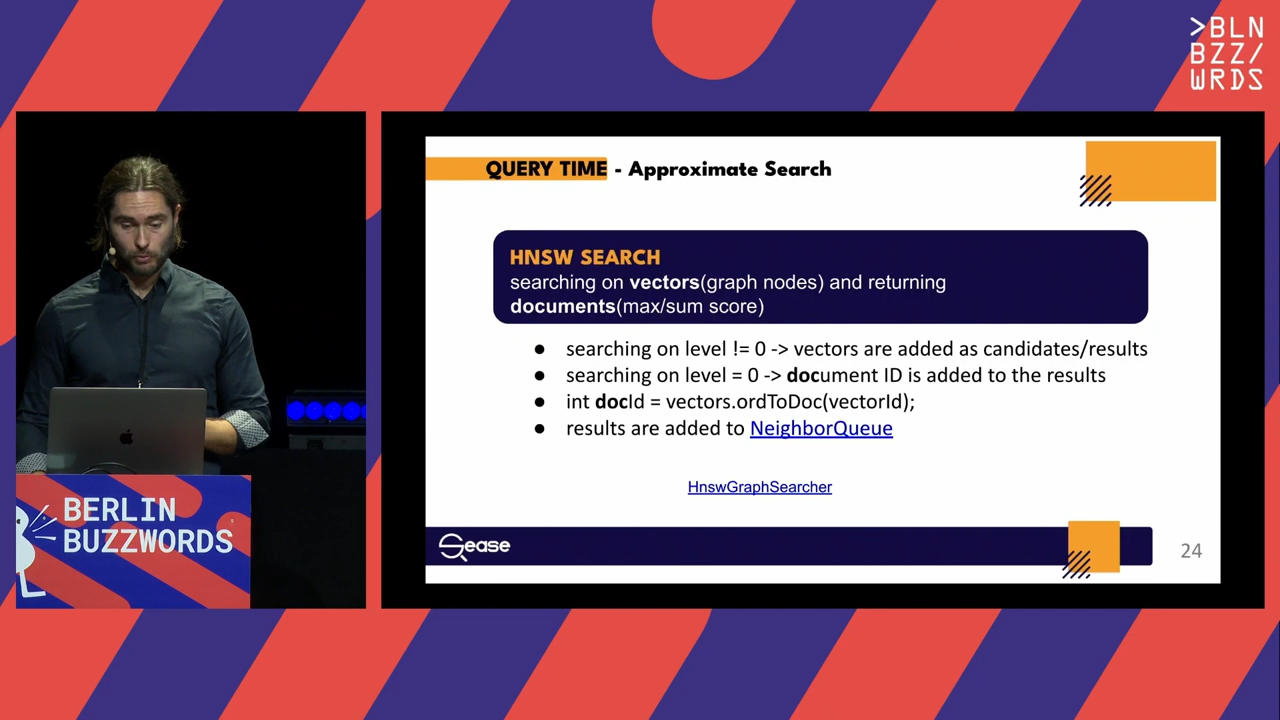 >BLN
BZZ/
WRDS
QUERY TIME - Approximate Search
HNSW SEARCH
searching on vectors(graph nodes) and returning
documents(max/sum score)
● searching on level != 0 -> vectors are added as candidates/results
● searching on level = 0 -> document ID is added to the results
● int docId = vectors.ordToDoc(vectorId);
● results are added to NeighborQueue
HnswGraphSearcher
Sease
24
BERLIN
BUZZWORDS